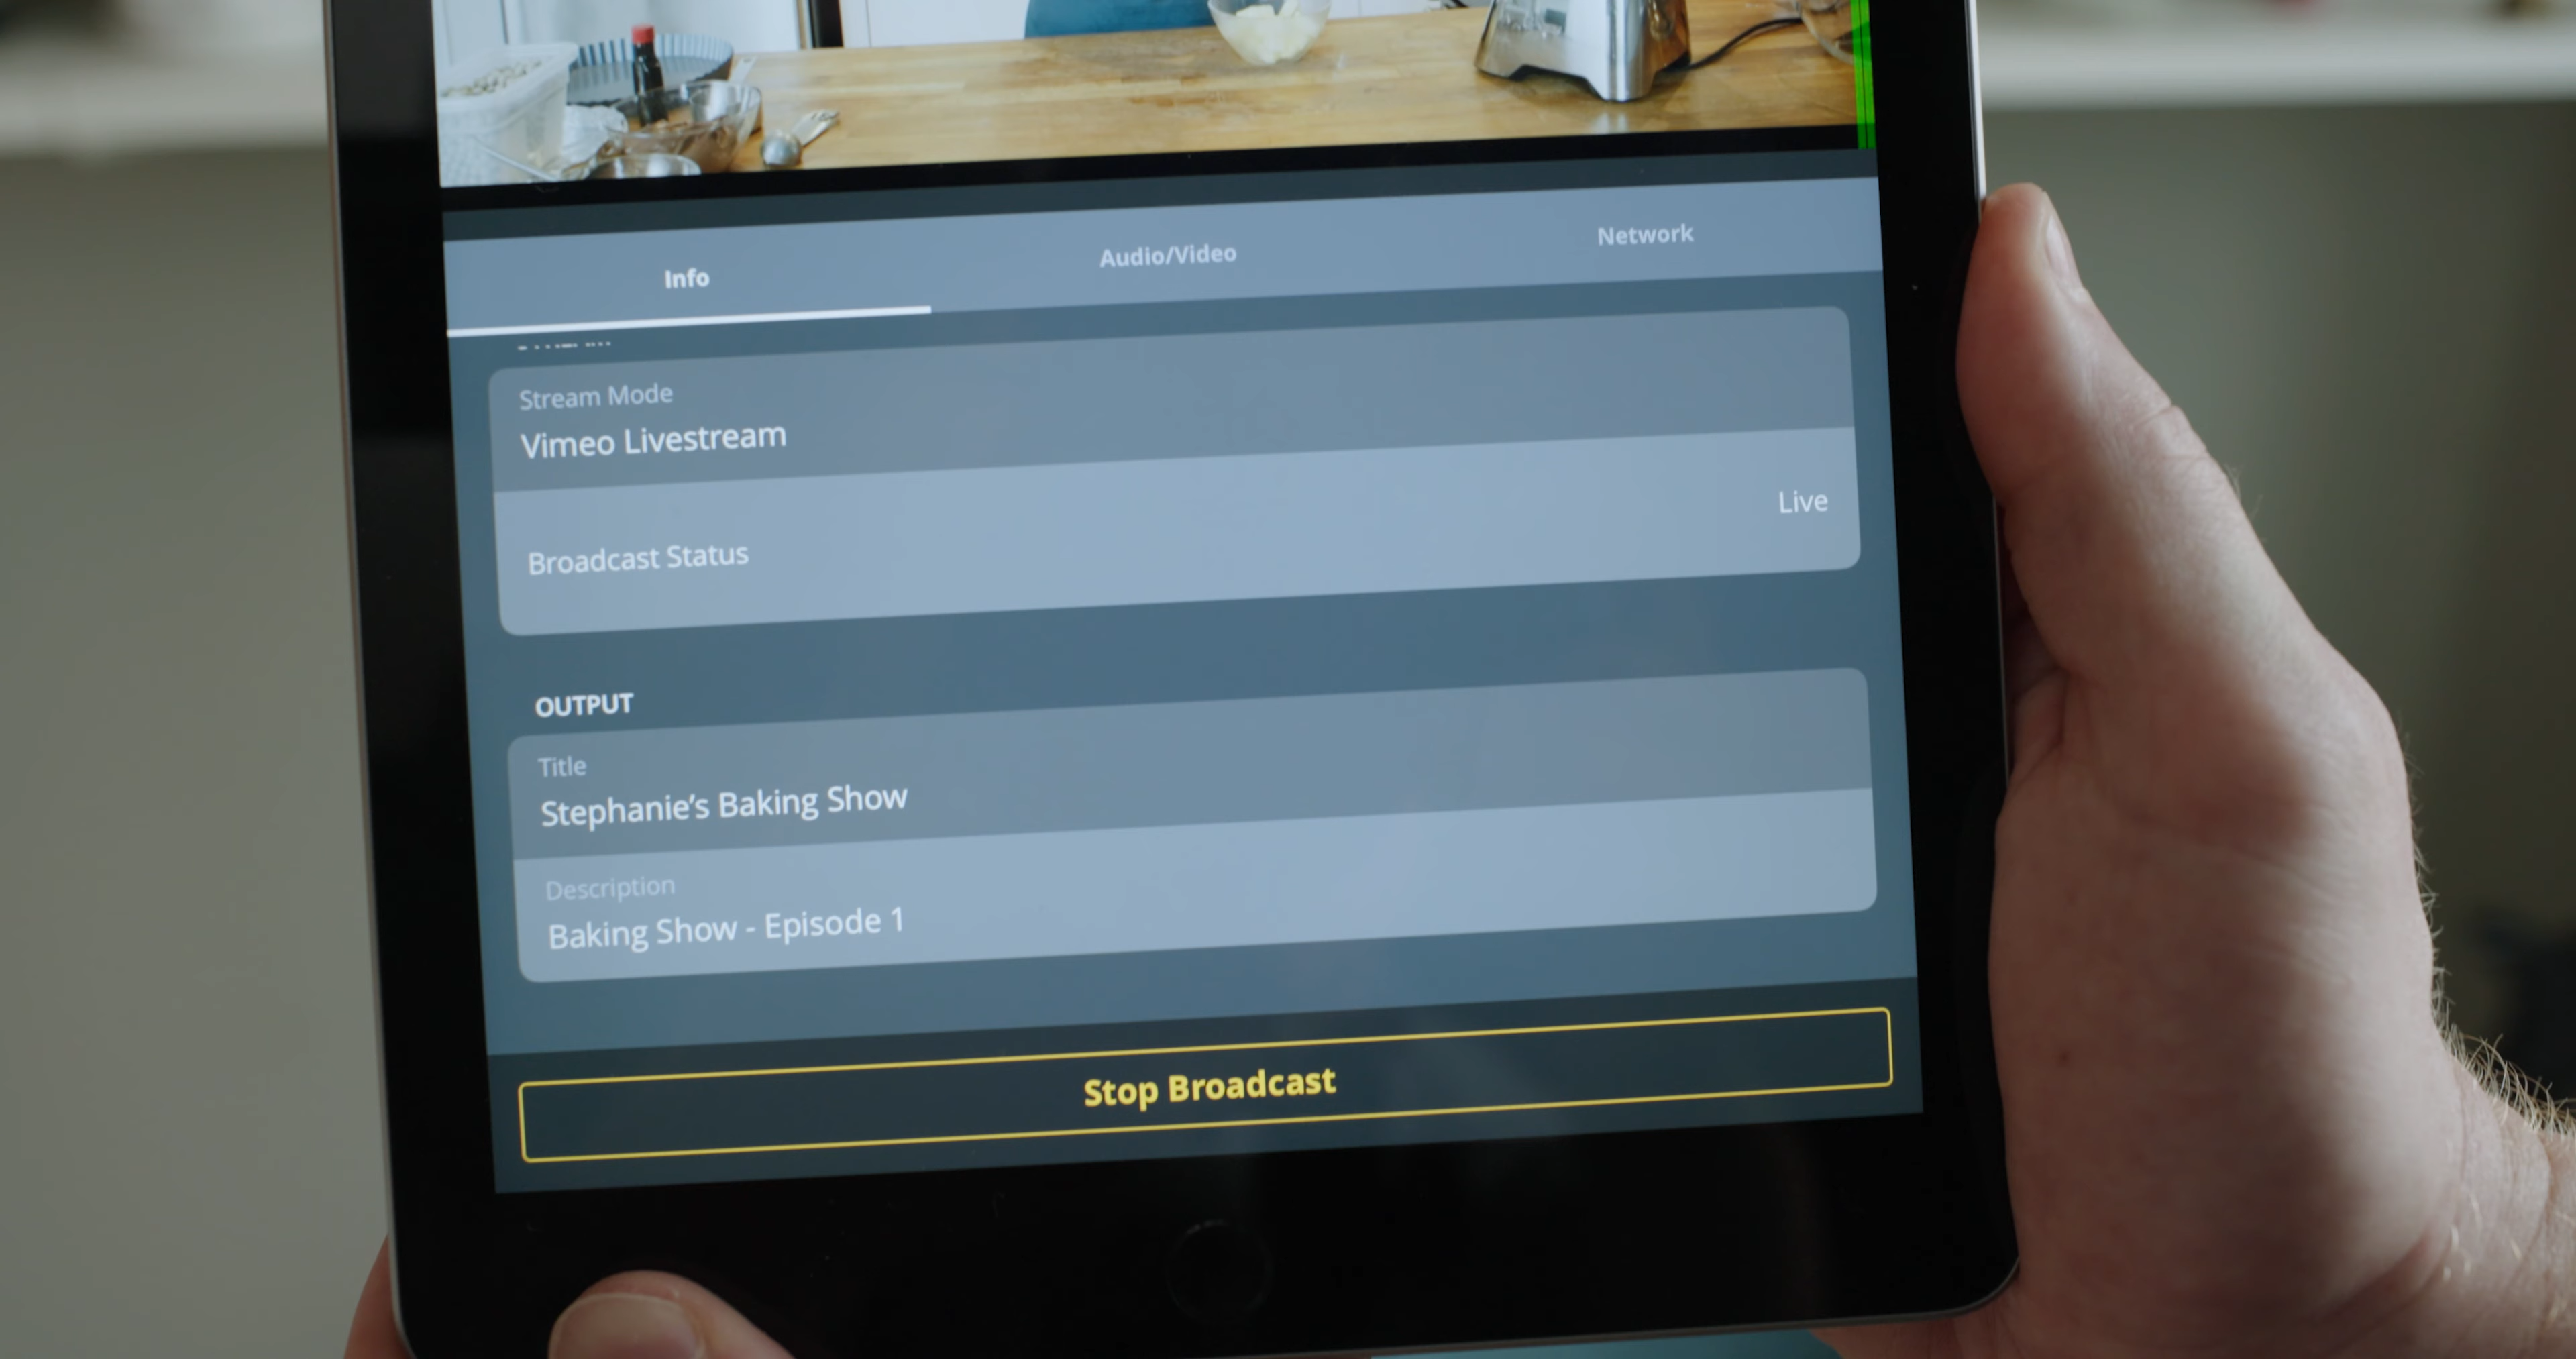 Info
Audio/Video
Network
Stream Mode
Vimeo Livestream
Broadcast Status
Live
OUTPUT
Title
Stephanie's Baking Show
Description
Baking Show - Episode 1
Stop Broadcast